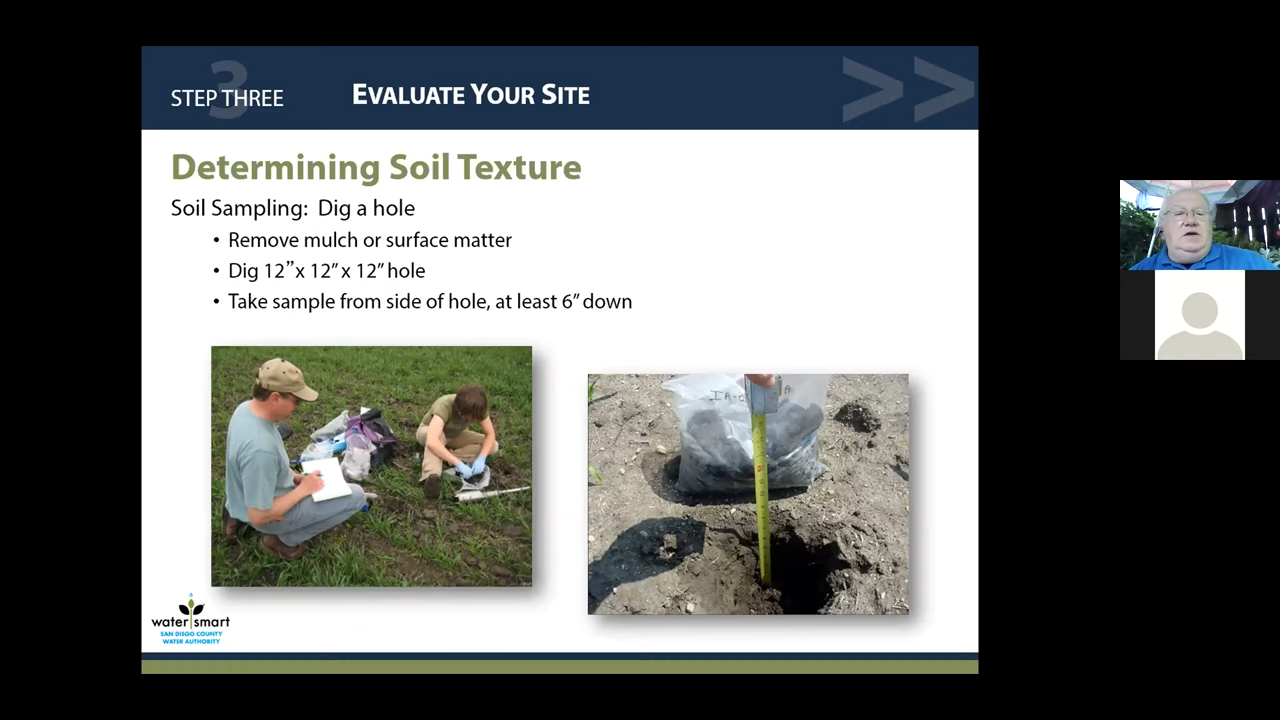 3
STEP THREE
EVALUATE YOUR SITE
>>
Determining Soil Texture
Soil Sampling: Dig a hole
• Remove mulch or surface matter
• Dig 12” x 12” x 12” hole
• Take sample from side of hole, at least 6” down
water smart
SAN DIEGO COUNTY
WATER AUTHORITY